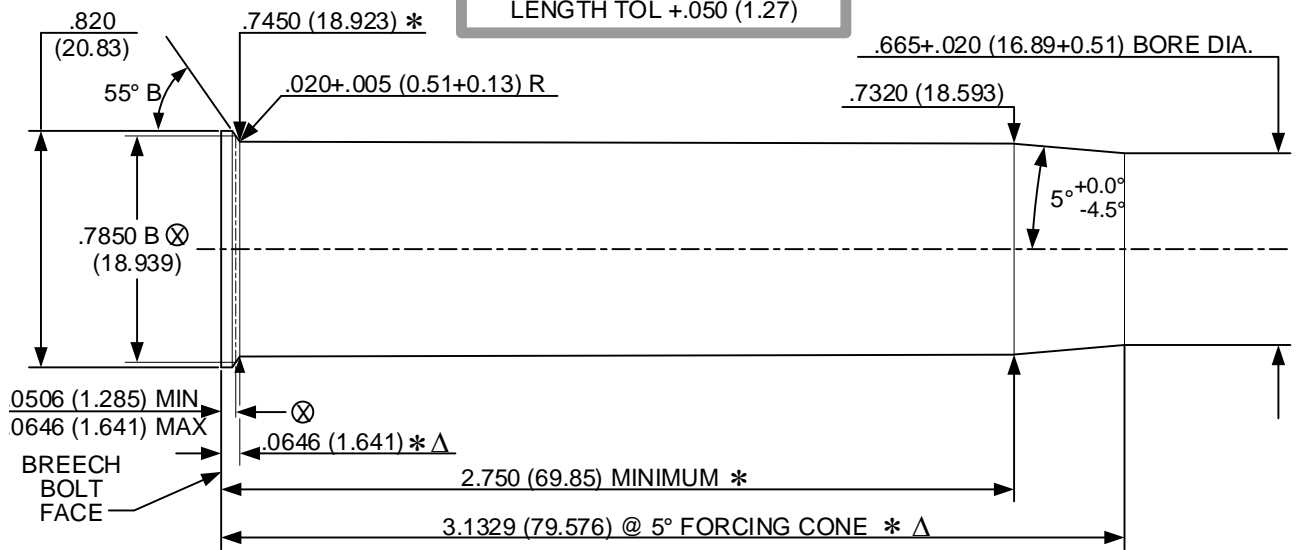 LENGTH TOL +.050 (1.27)
.820
(20.83)
.7450 (18.923) *
.665+.020 (16.89+0.51) BORE DIA.
55° B
.020+.005 (0.51+0.13) R
.7320 (18.593)
5° +0.0°
-4.5°
.7850 B ⓧ
(18.939)
.0506 (1.285) MIN
.0646 (1.641) MAX
ⓧ
.0646 (1.641) * Δ
BREECH
BOLT
FACE
2.750 (69.85) MINIMUM *
3.1329 (79.576) @ 5° FORCING CONE * Δ